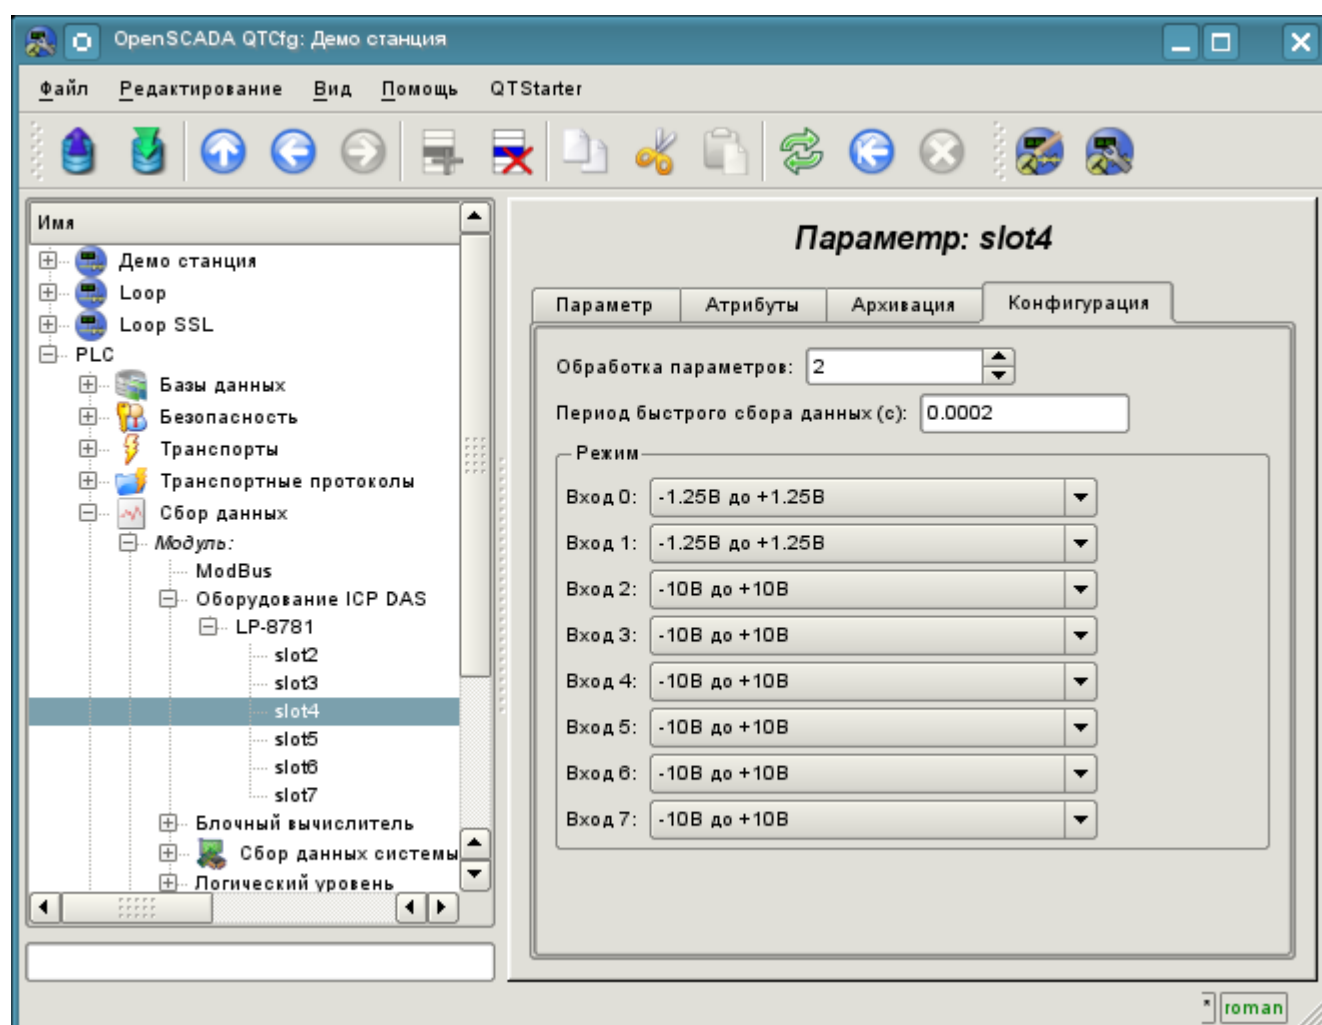 OpenSCADA QTCfg: Демо станция
Файл Редактирование Вид Помощь QTStarter
Имя
Демо станция
Loop
Loop SSL
PLC
Базы данных
Безопасность
Транспорты
Транспортные протоколы
Сбор данных
Модуль:
ModBus
Оборудование ICP DAS
LP-8781
slot2
slot3
slot4
slot5
slot6
slot7
Блочный вычислитель
Сбор данных системы
Логический уровень
Параметр: slot4
Параметр Атрибуты Архивация Конфигурация
Обработка параметров: 2
Период быстрого сбора данных (с): 0.0002
Режим
Вход 0: -1.25В до +1.25В
Вход 1: -1.25В до +1.25В
Вход 2: -10В до +10В
Вход 3: -10В до +10В
Вход 4: -10В до +10В
Вход 5: -10В до +10В
Вход 6: -10В до +10В
Вход 7: -10В до +10В
* roman